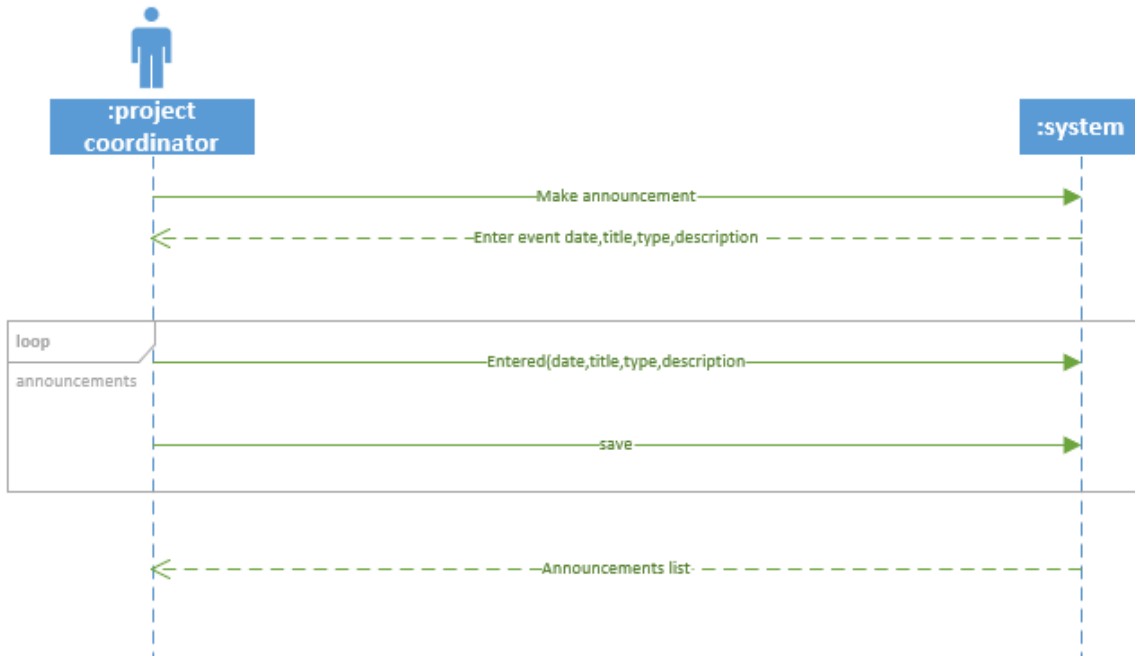 :project
coordinator
:system
Make announcement
Enter event date,title,type,description
loop
announcements
Entered(date,title,type,description
save
Announcements list